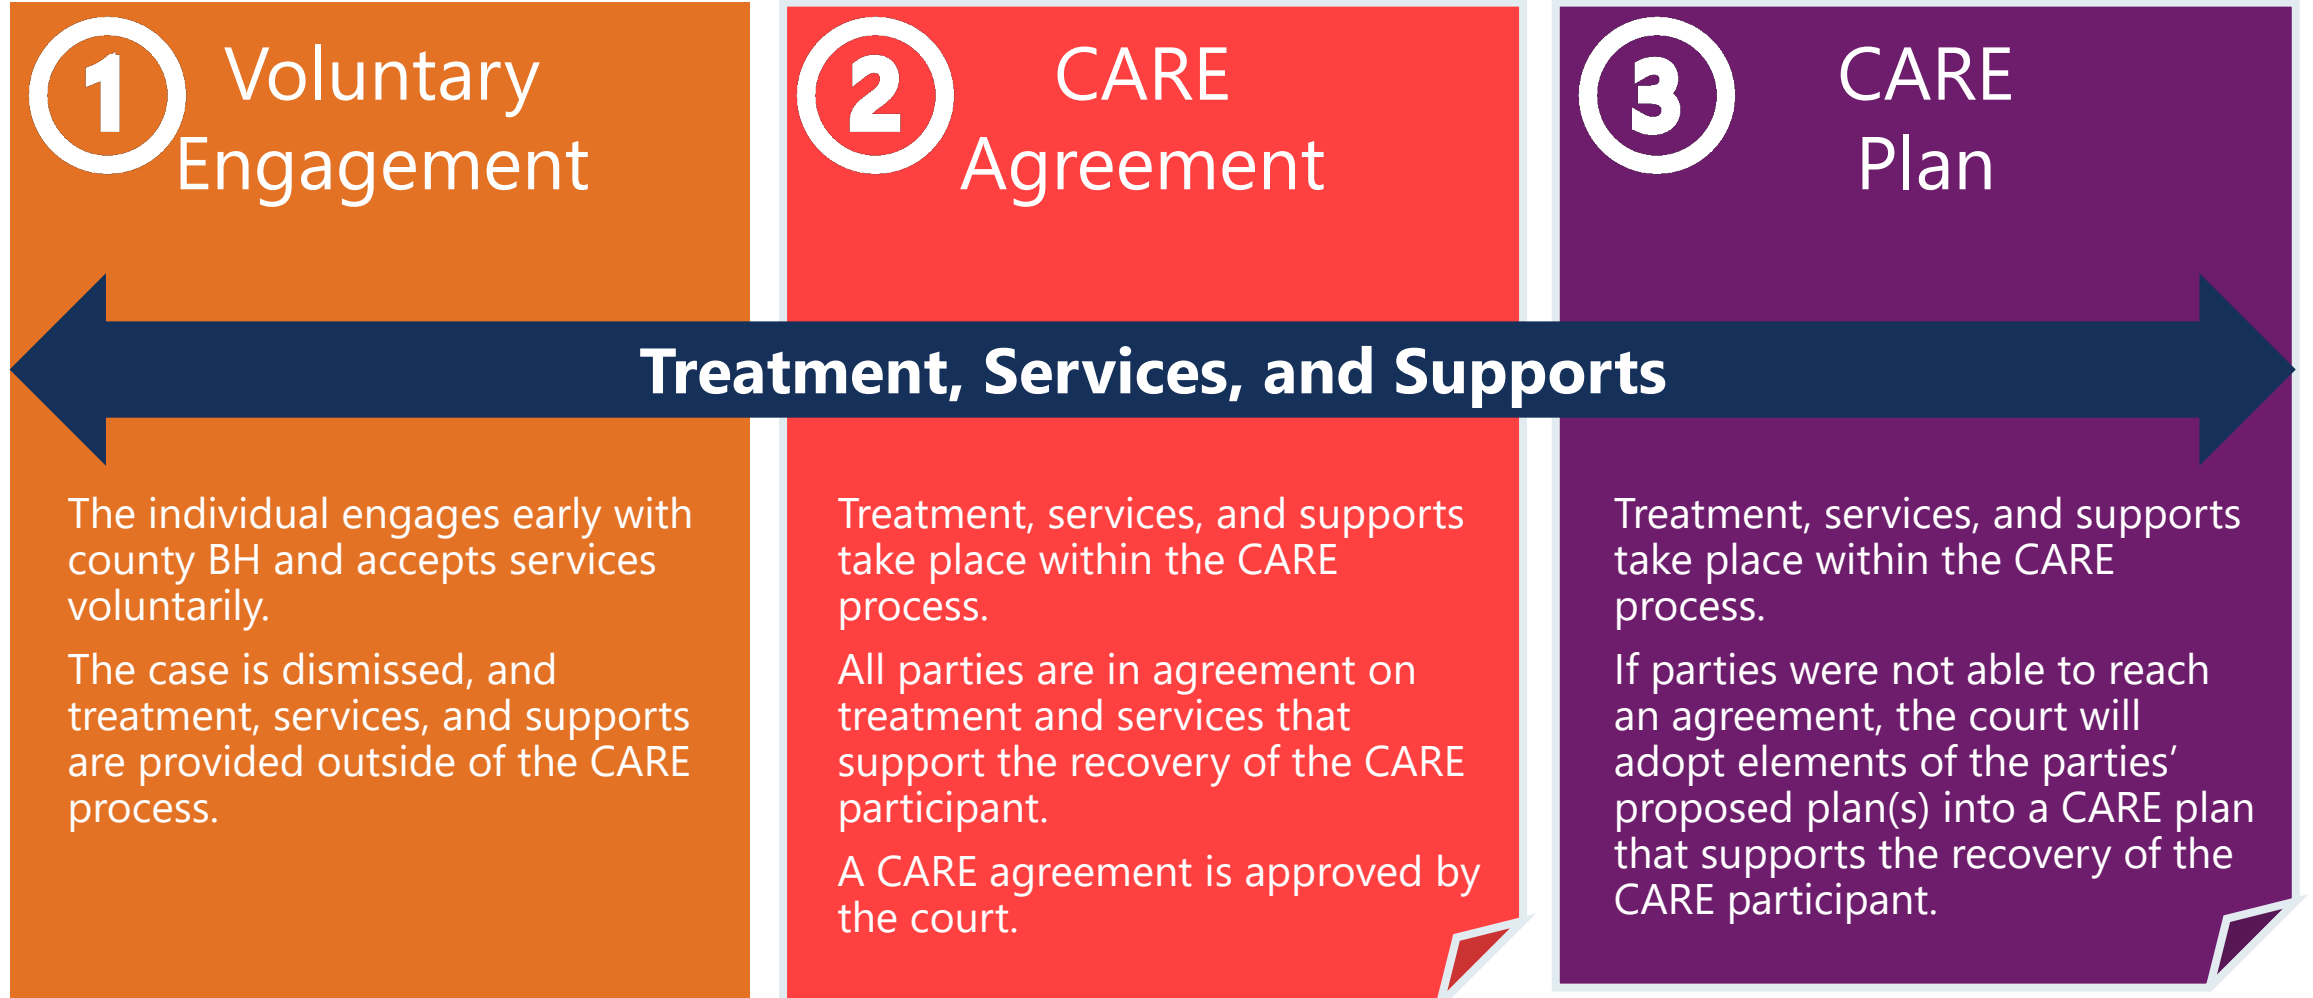 1
Voluntary
Engagement
2
CARE
Agreement
3
CARE
Plan
Treatment, Services, and Supports
The individual engages early with
county BH and accepts services
voluntarily.
The case is dismissed, and
treatment, services, and supports
are provided outside of the CARE
process.
Treatment, services, and supports
take place within the CARE
process.
All parties are in agreement on
treatment and services that
support the recovery of the CARE
participant.
A CARE agreement is approved by
the court.
Treatment, services, and supports
take place within the CARE
process.
If parties were not able to reach
an agreement, the court will
adopt elements of the parties’
proposed plan(s) into a CARE plan
that supports the recovery of the
CARE participant.